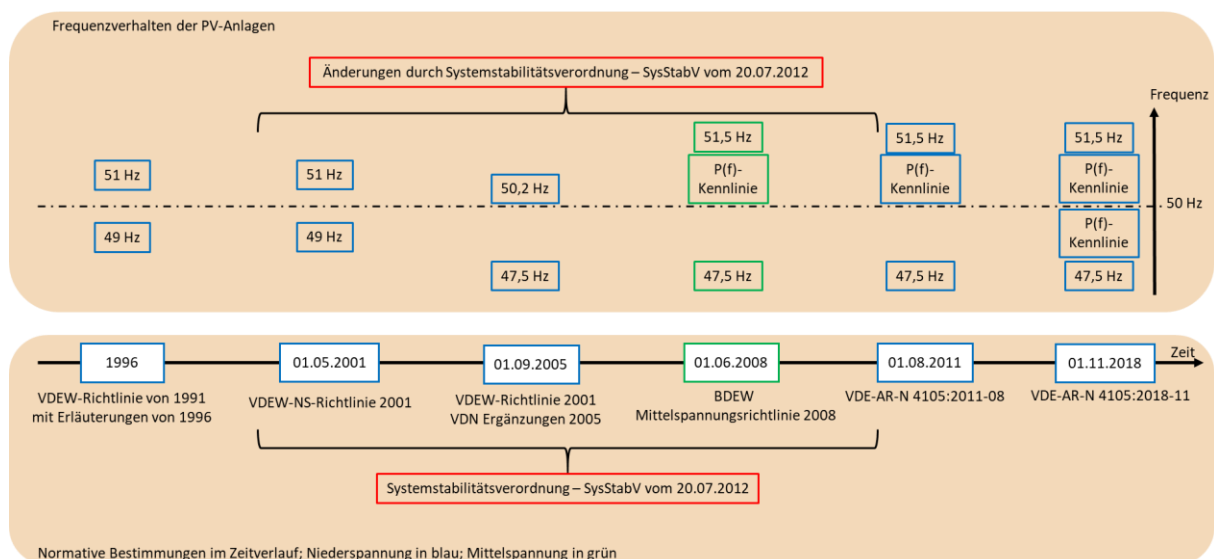 Frequenzverhalten der PV-Anlagen
Änderungen durch Systemstabilitätsverordnung – SysStabV vom 20.07.2012
Frequenz
51,5 Hz
51,5 Hz
51,5 Hz
51 Hz
51 Hz
50,2 Hz
P(f)-
Kennlinie
P(f)-
Kennlinie
P(f)-
Kennlinie
50 Hz
49 Hz
49 Hz
P(f)-
Kennlinie
47,5 Hz
47,5 Hz
47,5 Hz
47,5 Hz
Zeit
1996
01.05.2001
01.09.2005
01.06.2008
01.08.2011
01.11.2018
VDEW-Richtlinie von 1991
mit Erläuterungen von 1996
VDEW-NS-Richtlinie 2001
VDEW-Richtlinie 2001
VDN Ergänzungen 2005
BDEW
Mittelspannungsrichtlinie 2008
VDE-AR-N 4105:2011-08
VDE-AR-N 4105:2018-11
Systemstabilitätsverordnung – SysStabV vom 20.07.2012
Normative Bestimmungen im Zeitverlauf; Niederspannung in blau; Mittelspannung in grün